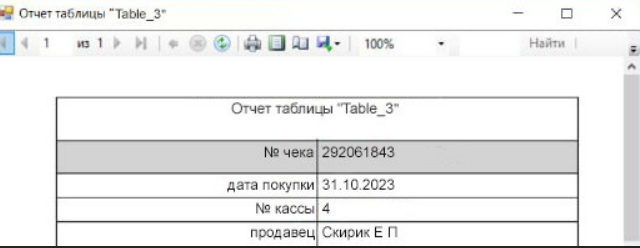 Отчет таблицы "Table_3"
1 из 1 100% Найти
Отчет таблицы "Table_3"
№ чека 292061843
дата покупки 31.10.2023
№ кассы 4
продавец Скирик Е П